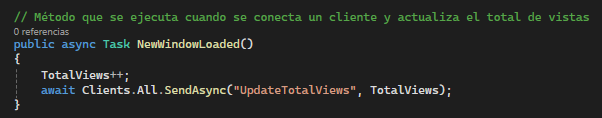 // Método que se ejecuta cuando se conecta un cliente y actualiza el total de vistas
0 referencias
public async Task NewWindowLoaded()
{
    TotalViews++;
    await Clients.All.SendAsync("UpdateTotalViews", TotalViews);
}